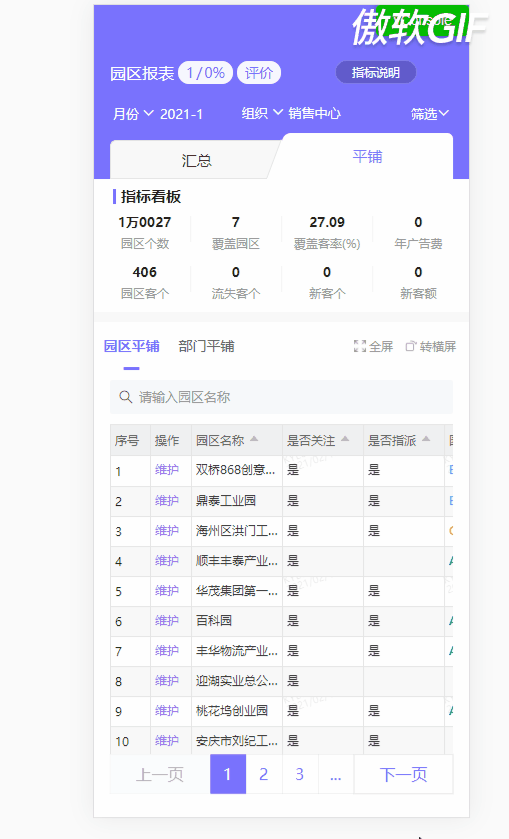 傲软GIF
园区报表 1/0% 评价 指标说明
月份 2021-1 组织 销售中心 筛选
汇总 平铺
指标看板
1万0027 7 27.09 0
园区个数 覆盖园区 覆盖客率(%) 年广告费
406 0 0 0
园区客个 流失客个 新客个 新客额
园区平铺 部门平铺 全屏 转横屏
请输入园区名称
序号 操作 园区名称 是否关注 是否指派
1 维护 双桥868创意... 是 是
2 维护 鼎泰工业园 是 是
3 维护 海州区洪门工... 是 是
4 维护 顺丰丰泰产业... 是
5 维护 华茂集团第一... 是 是
6 维护 百科园 是 是
7 维护 丰华物流产业... 是 是
8 维护 迎湖实业总公... 是
9 维护 桃花坞创业园 是 是
10 维护 安庆市刘纪工... 是 是
上一页 1 2 3 ... 下一页